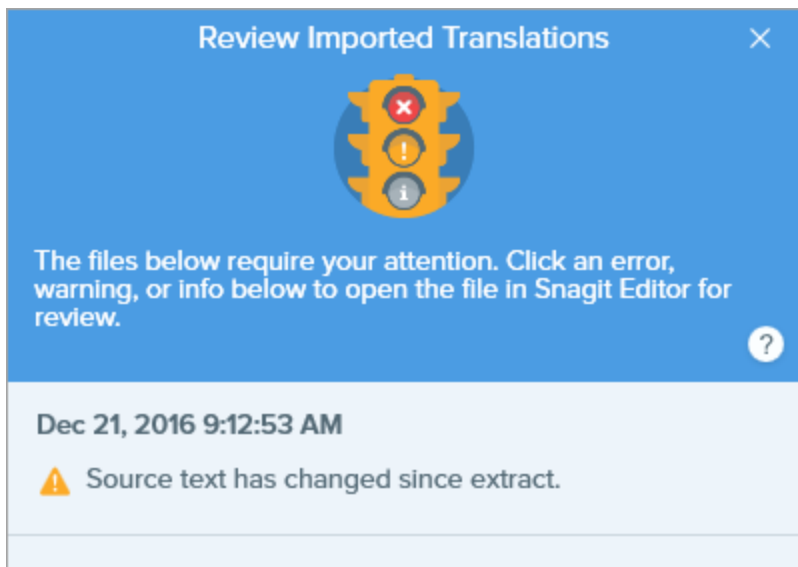 Review Imported Translations
The files below require your attention. Click an error,
warning, or info below to open the file in Snagit Editor for
review.
?
Dec 21, 2016 9:12:53 AM
Source text has changed since extract.